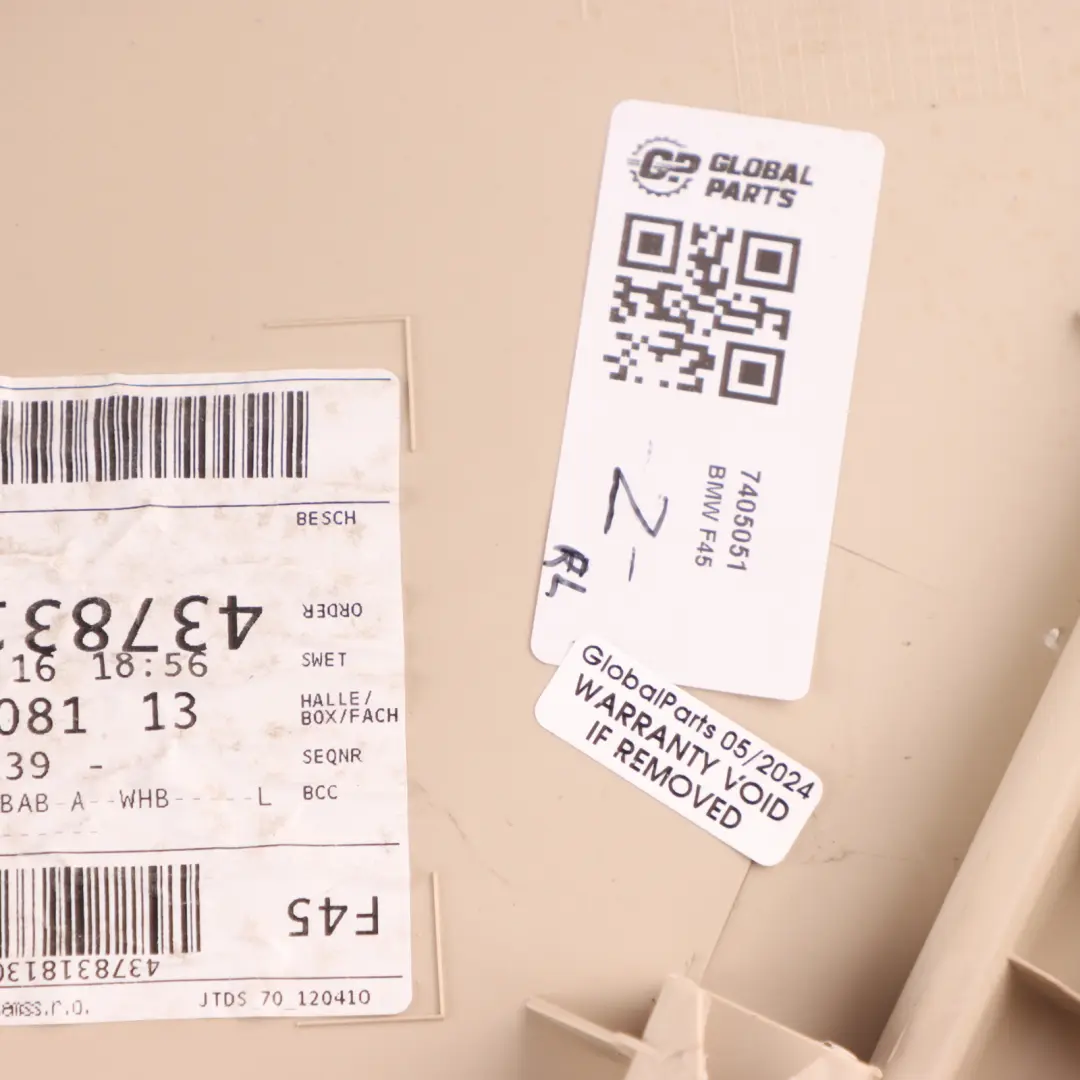 BESCH
ORDER
43783
16 18:56
SWET
081 13
HALLE/
BOX/FACH
39 -
SEQNR
BAB-A--WHB-----L
BCC
F45
437831813
JTDS_70_120410
GP GLOBAL
PARTS
7405051
BMW F45
-Z-
RL
GlobalParts 05/2024
WARRANTY VOID
IF REMOVED